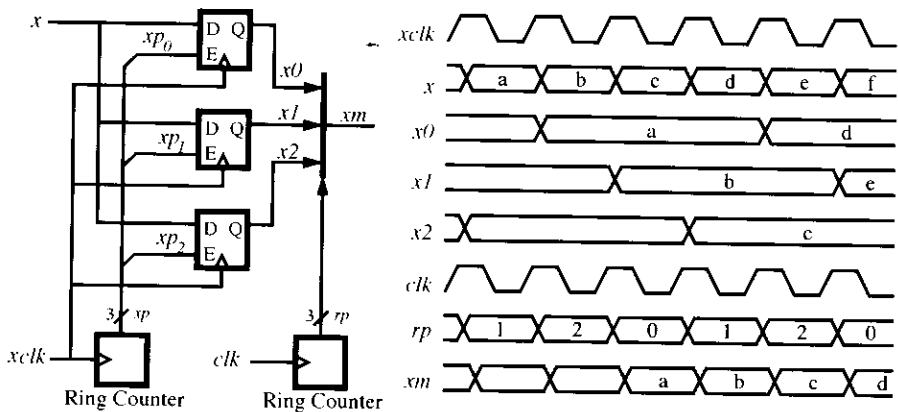 x
D Q
E
xp0
x0
D Q
E
xp1
x1
xm
D Q
E
xp2
x2
3 xp
3 rp
xclk
clk
Ring Counter
Ring Counter
xclk
x a b c d e f
x0 a d
x1 b e
x2 c
clk
rp 1 2 0 1 2 0
xm a b c d